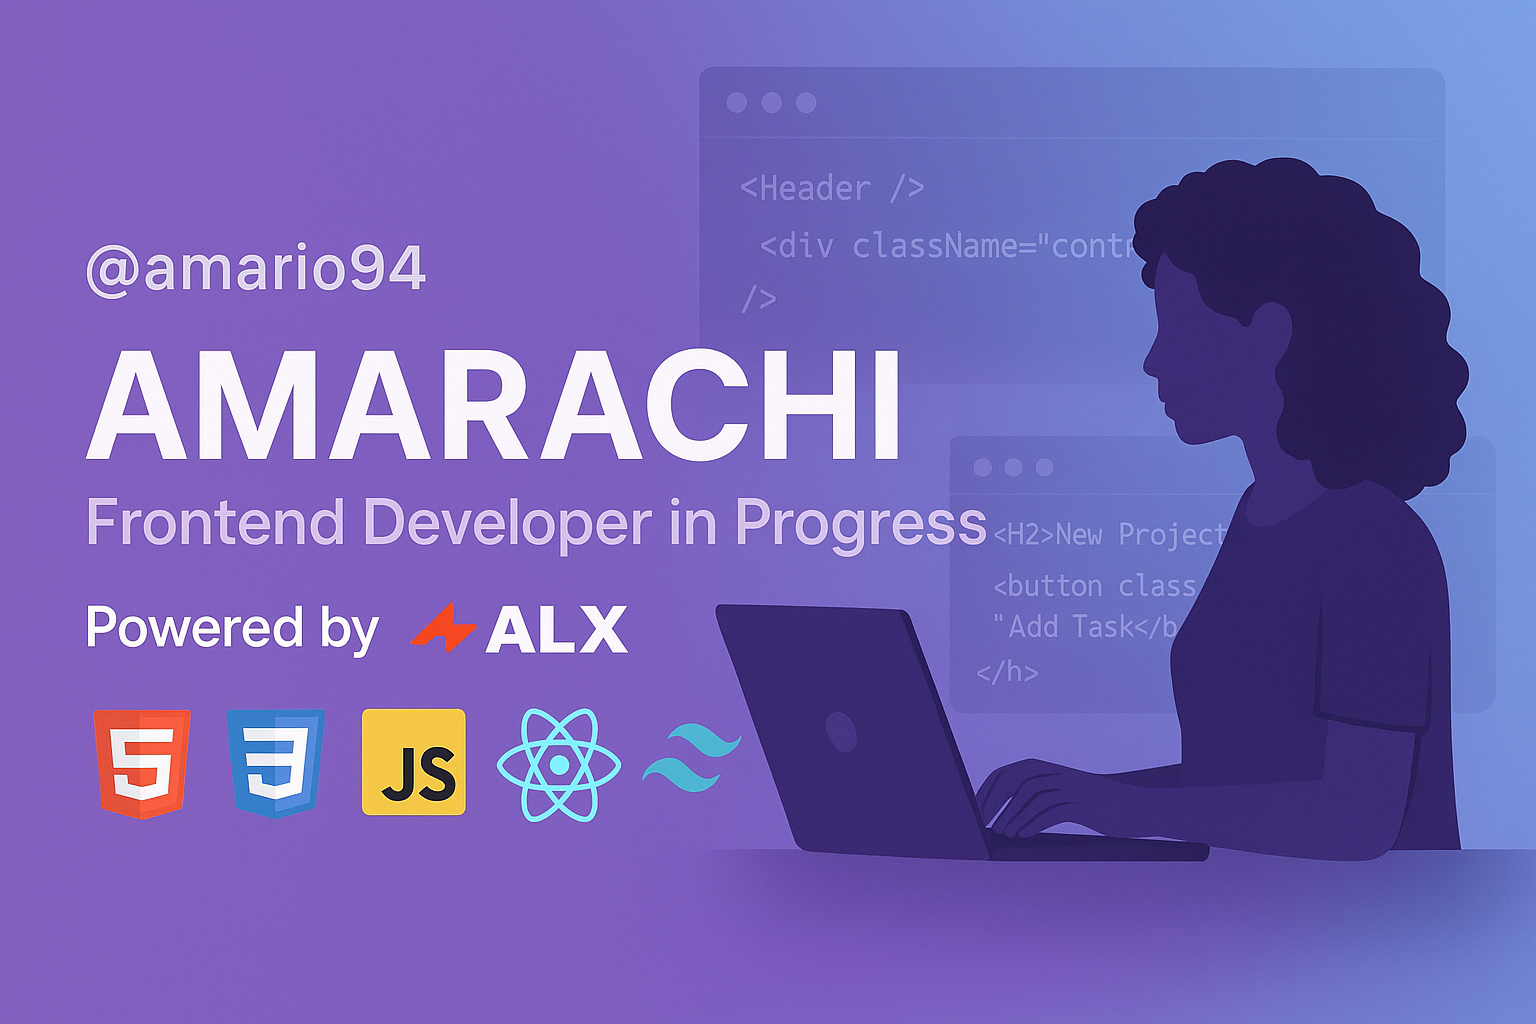 <Header />
<div className="contr
/>
@amario94
AMARACHI
Frontend Developer in Progress
<H2>New Project
<button class
"Add Task</b
</h>
Powered by ALX
5
3
JS